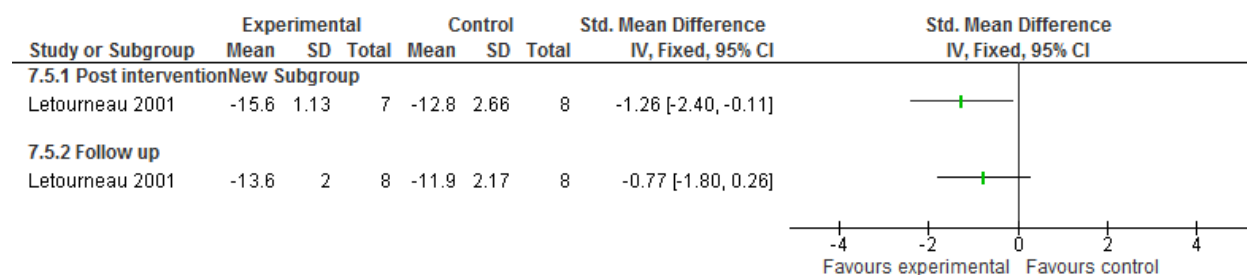 Experimental Control Std. Mean Difference Std. Mean Difference
Study or Subgroup Mean SD Total Mean SD Total IV, Fixed, 95% CI IV, Fixed, 95% CI
7.5.1 Post interventionNew Subgroup
Letourneau 2001 -15.6 1.13 7 -12.8 2.66 8 -1.26 [-2.40, -0.11]
7.5.2 Follow up
Letourneau 2001 -13.6 2 8 -11.9 2.17 8 -0.77 [-1.80, 0.26]
-4 -2 0 2 4
Favours experimental Favours control